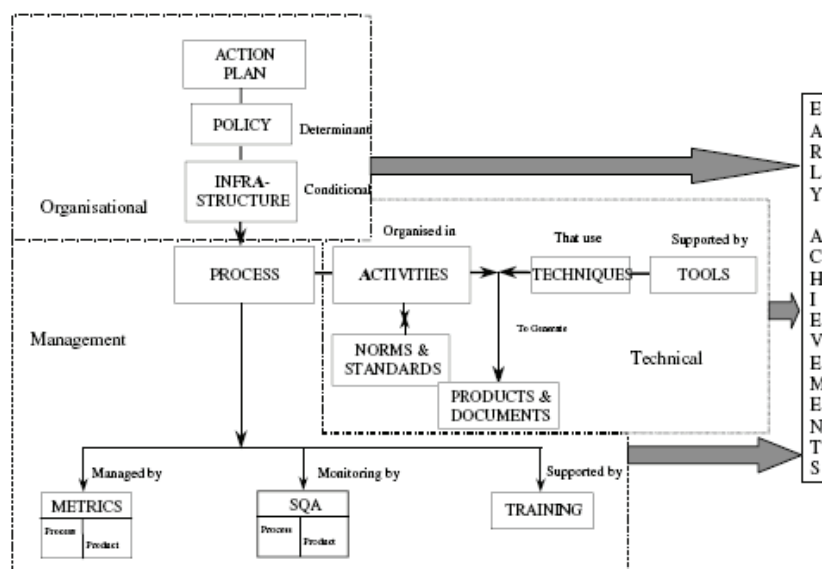 ACTION
PLAN
POLICY
Determinant
INFRA-
STRUCTURE
Conditional
Organisational
Organised in
That use
Supported by
PROCESS
ACTIVITIES
TECHNIQUES
TOOLS
Management
NORMS &
STANDARDS
To Generate
Technical
PRODUCTS &
DOCUMENTS
Managed by
Monitoring by
Supported by
METRICS
Process
Product
SQA
Process
Product
TRAINING
EARLY ACHIEVEMENTS